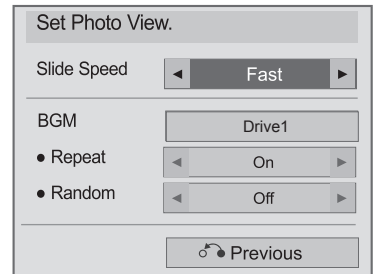 Set Photo View.
Slide Speed ◄ Fast ►
BGM Drive1
● Repeat ◄ On ►
● Random ◄ Off ►
Previous